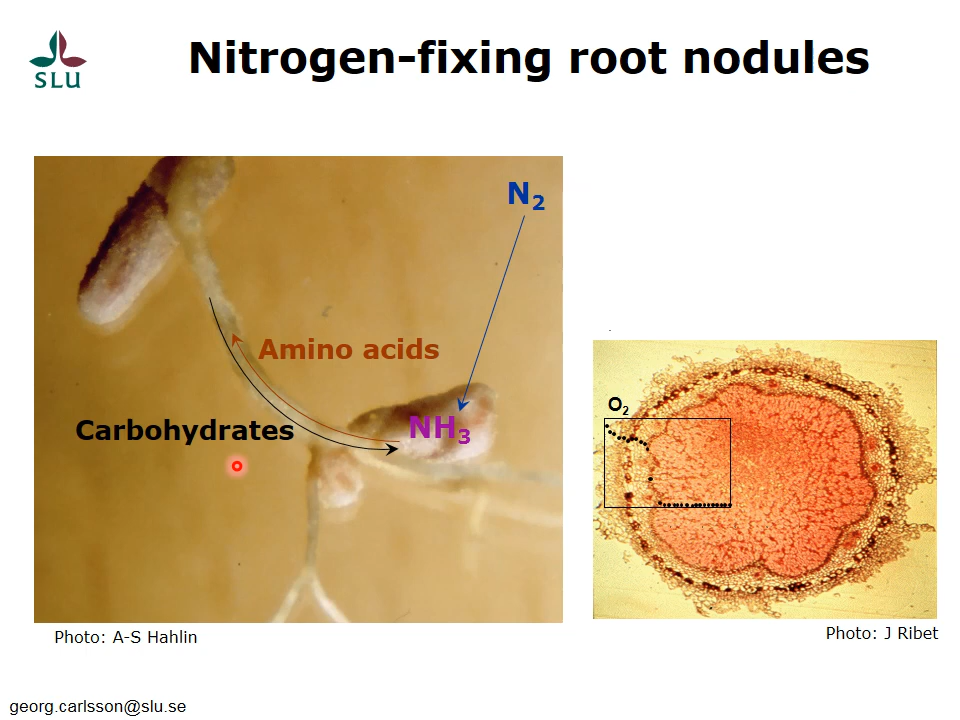 SLU
Nitrogen-fixing root nodules
N₂
Amino acids
Carbohydrates
NH₃
O₂
Photo: A-S Hahlin
Photo: J Ribet
georg.carlsson@slu.se